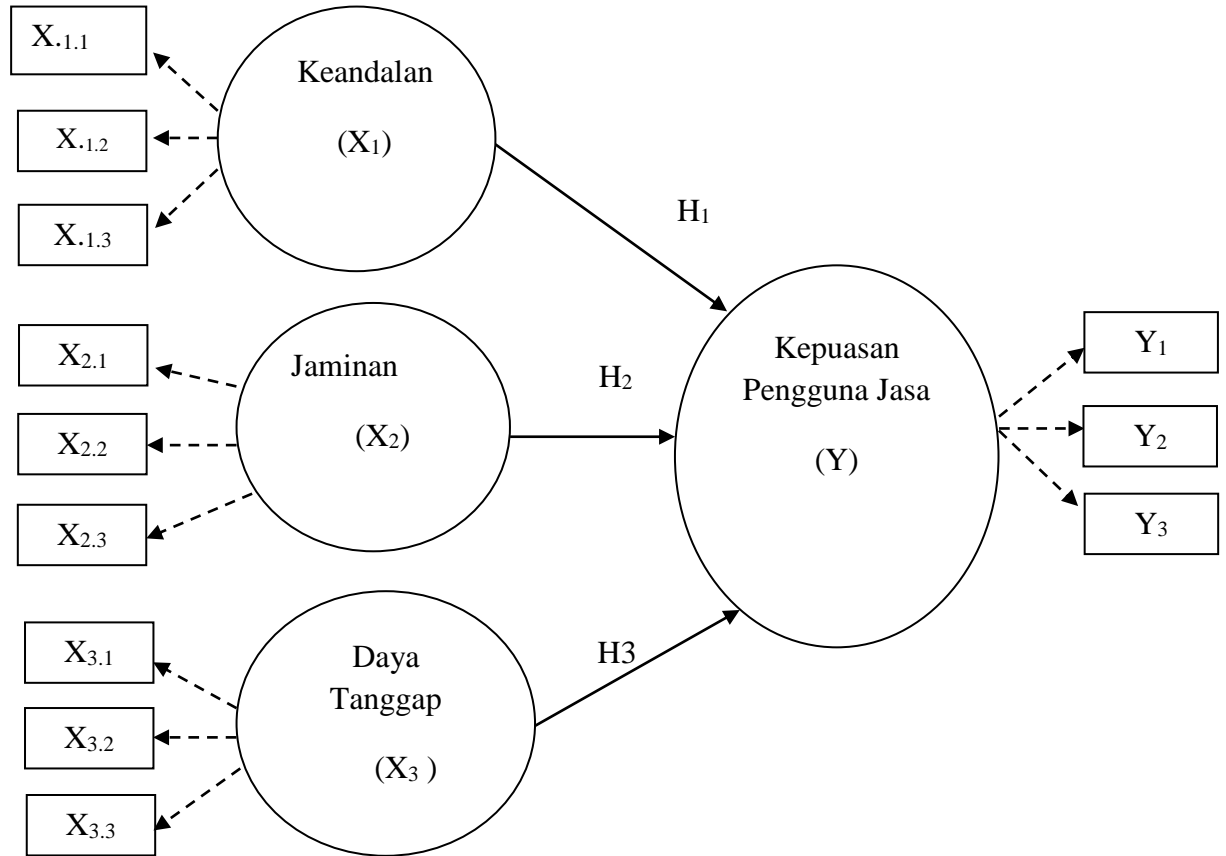 X.1.1
X.1.2
X.1.3
Keandalan
(X1)
H1
X2.1
X2.2
X2.3
Jaminan
(X2)
H2
Kepuasan
Pengguna Jasa
(Y)
Y1
Y2
Y3
X3.1
X3.2
X3.3
Daya
Tanggap
(X3 )
H3